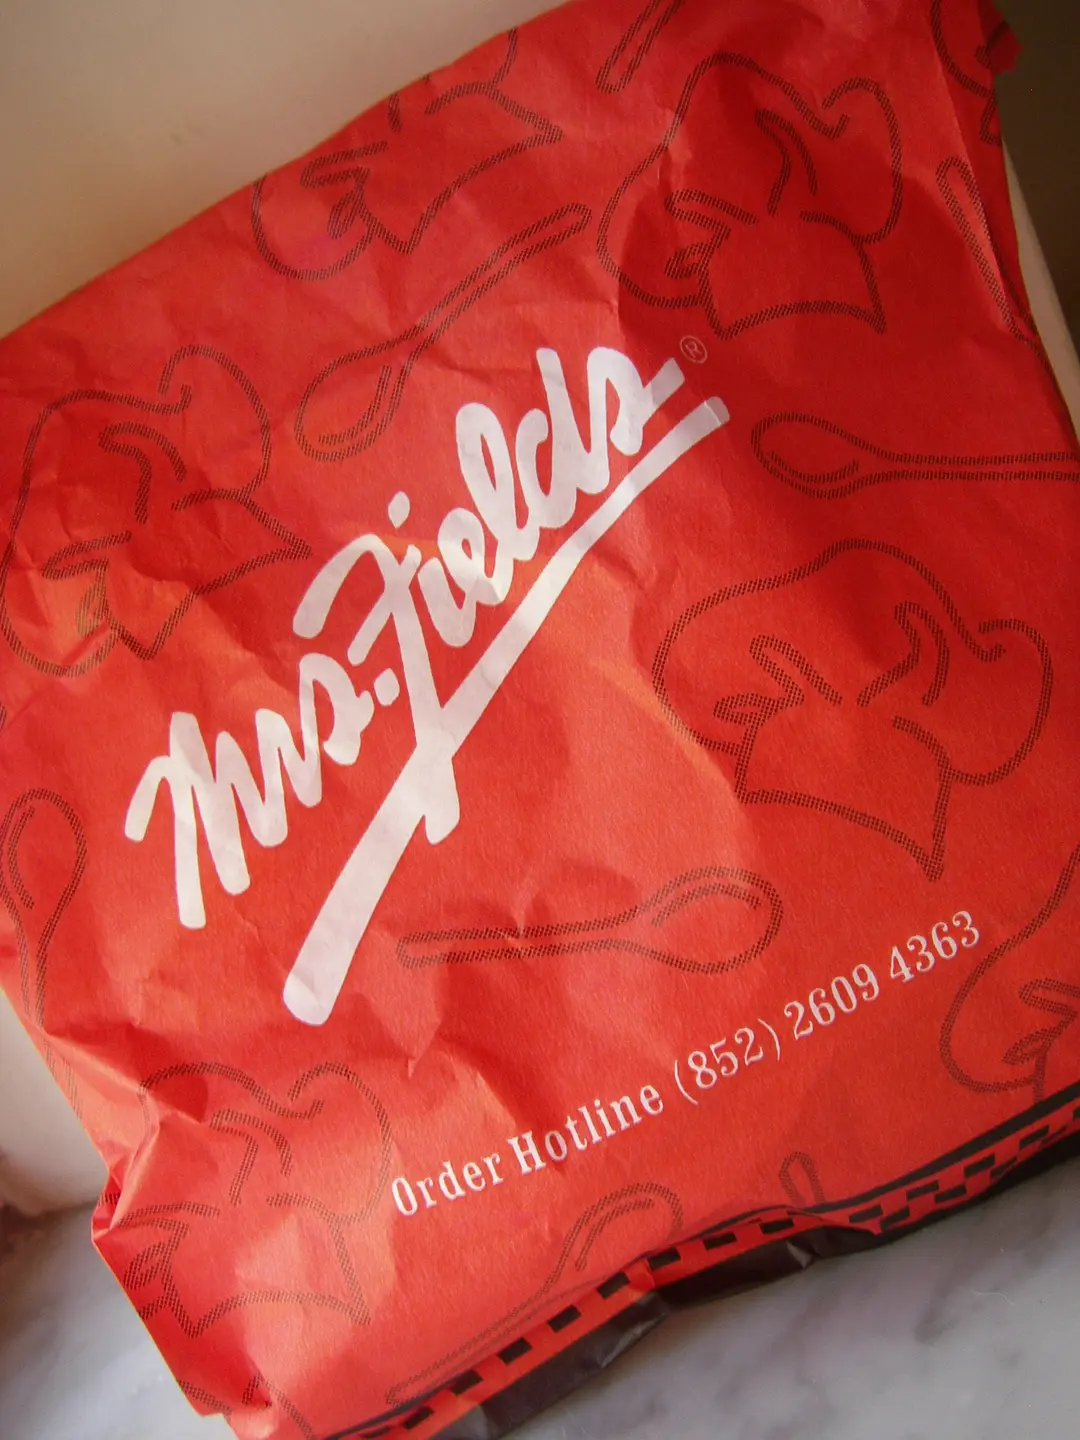 Mrs. Fields®
Order Hotline (852) 2609 4363